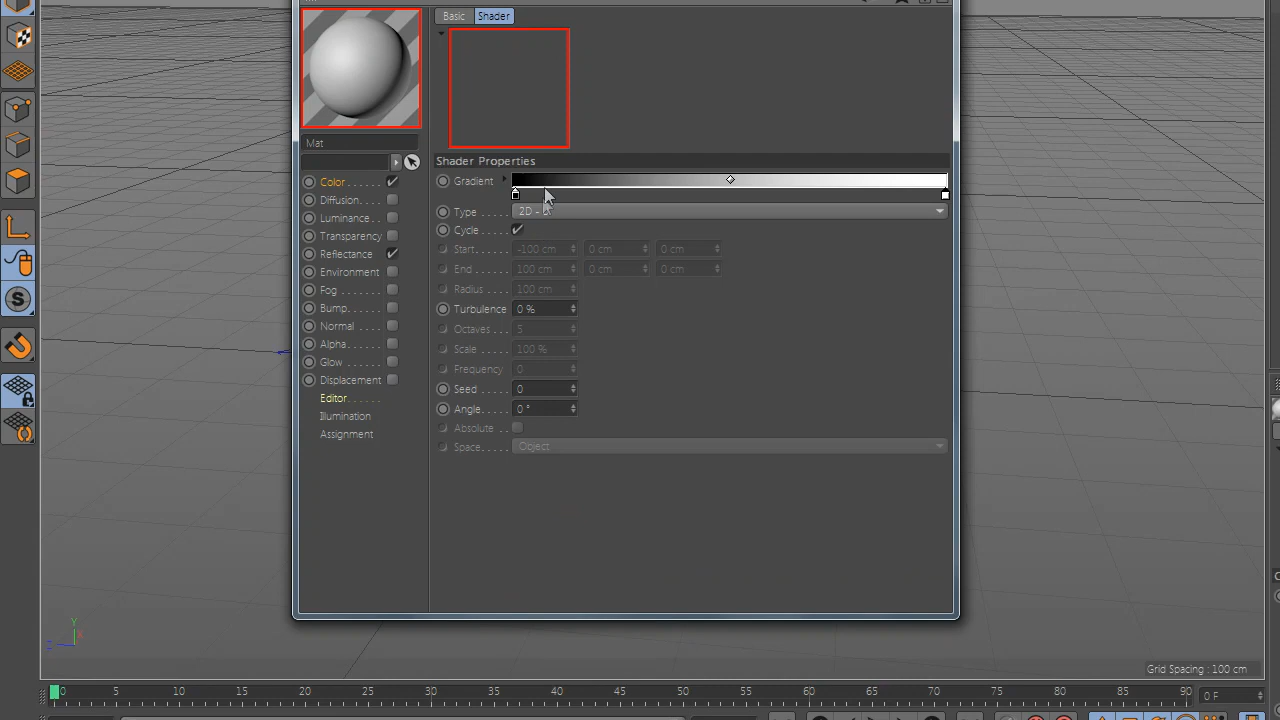 Basic Shader
Shader Properties
Mat
Gradient
Color
Diffusion
Luminance
Transparency
Reflectance
Environment
Fog
Bump
Normal
Alpha
Glow
Displacement
Editor
Illumination
Assignment
Type 2D -
Cycle
Start -100 cm 0 cm 0 cm
End 100 cm 0 cm 0 cm
Radius 100 cm
Turbulence 0 %
Octaves 5
Scale 100 %
Frequency 0
Seed 0
Angle 0 °
Absolute
Space Object
Y
X
Z
Grid Spacing : 100 cm
0 5 10 15 20 25 30 35 40 45 50 55 60 65 70 75 80 85 90 0 F